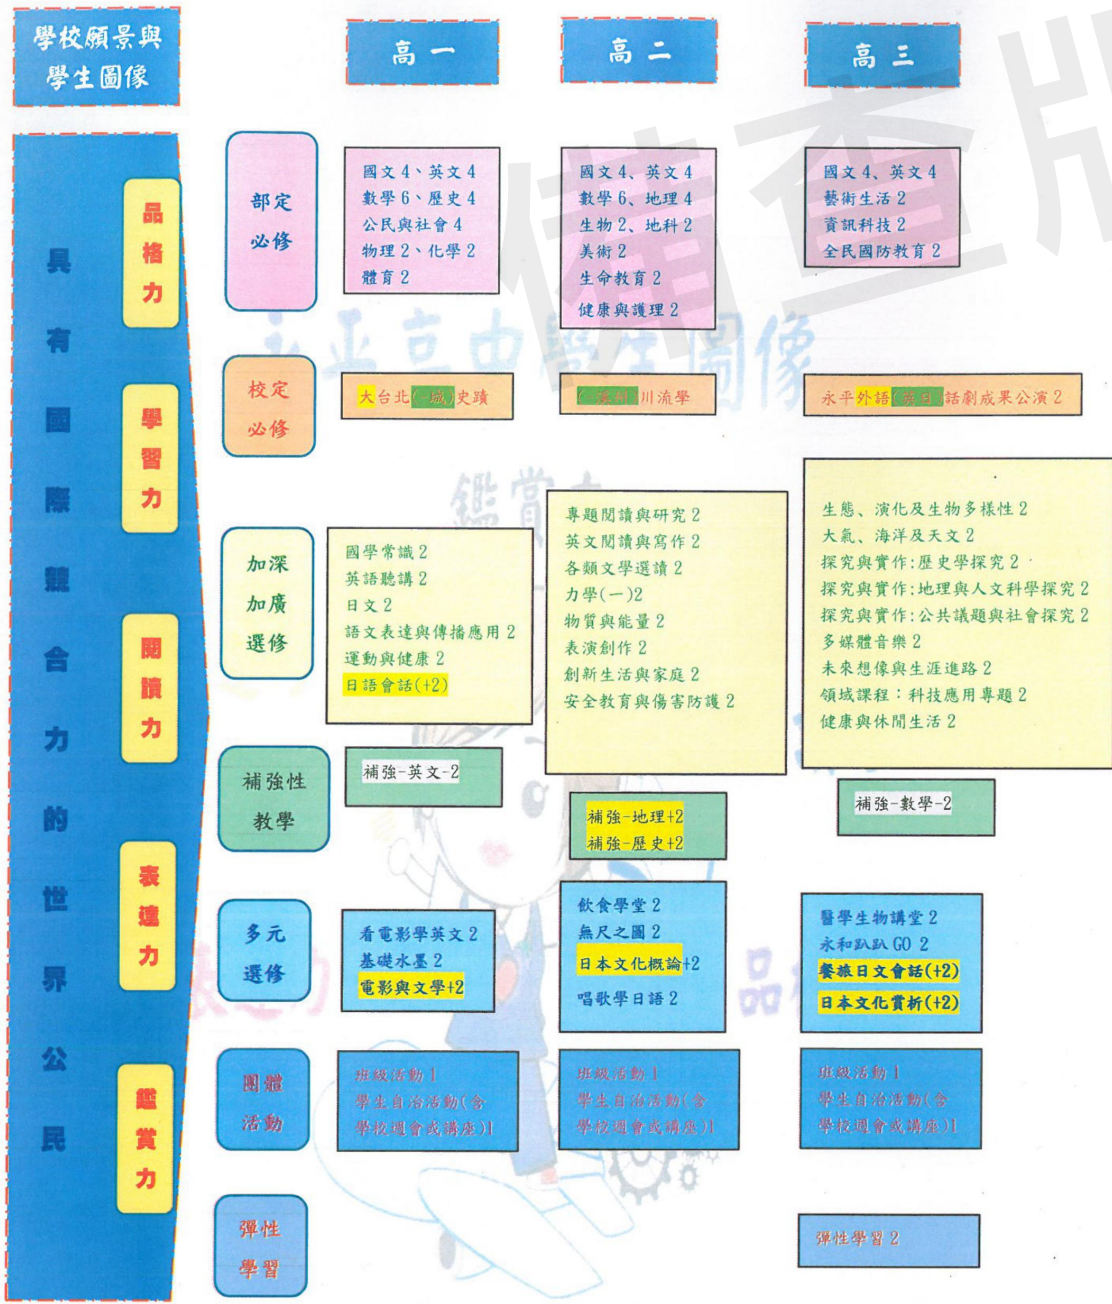 學校願景與
學生圖像
高一
高二
高三
備查版
具有國際競合力的世界公民
品格力
學習力
閱讀力
表達力
鑑賞力
部定
必修
國文 4、英文 4
數學 6、歷史 4
公民與社會 4
物理 2、化學 2
體育 2
國文 4、英文 4
數學 6、地理 4
生物 2、地科 2
美術 2
生命教育 2
健康與護理 2
國文 4、英文 4
藝術生活 2
資訊科技 2
全民國防教育 2
永平高中學生圖像
校定
必修
大台北(一城)史蹟
川流學
永平外語(英日)話劇成果公演 2
鑑賞力
加深
加廣
選修
國學常識 2
英語聽講 2
日文 2
語文表達與傳播應用 2
運動與健康 2
日語會話(+2)
專題閱讀與研究 2
英文閱讀與寫作 2
各類文學選讀 2
力學(一)2
物質與能量 2
表演創作 2
創新生活與家庭 2
安全教育與傷害防護 2
生態、演化及生物多樣性 2
大氣、海洋及天文 2
探究與實作:歷史學探究 2
探究與實作:地理與人文科學探究 2
探究與實作:公共議題與社會探究 2
多媒體音樂 2
未來想像與生涯進路 2
領域課程：科技應用專題 2
健康與休閒生活 2
補強性
教學
補強-英文-2
補強-地理+2
補強-歷史+2
補強-數學-2
多元
選修
看電影學英文 2
基礎水墨 2
電影與文學+2
飲食學堂 2
無尺之圖 2
日本文化概論+2
唱歌學日語 2
醫學生物講堂 2
永和趴趴 GO 2
餐旅日文會話(+2)
日本文化賞析(+2)
表達力
品
團體
活動
班級活動 1
學生自治活動(含
學校週會或講座)1
班級活動 1
學生自治活動(含
學校週會或講座)1
班級活動 1
學生自治活動(含
學校週會或講座)1
彈性
學習
彈性學習 2